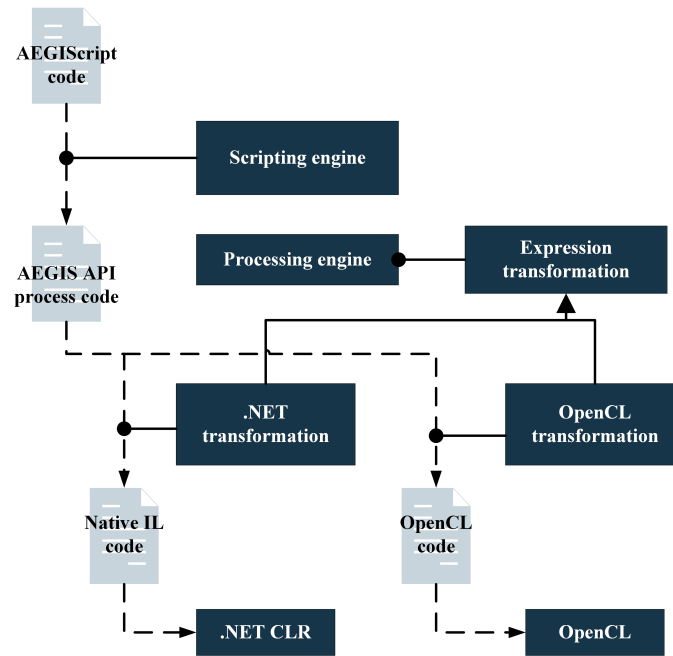 AEGIScript
code
Scripting engine
AEGIS API
process code
Processing engine
Expression
transformation
.NET
transformation
OpenCL
transformation
Native IL
code
OpenCL
code
.NET CLR
OpenCL